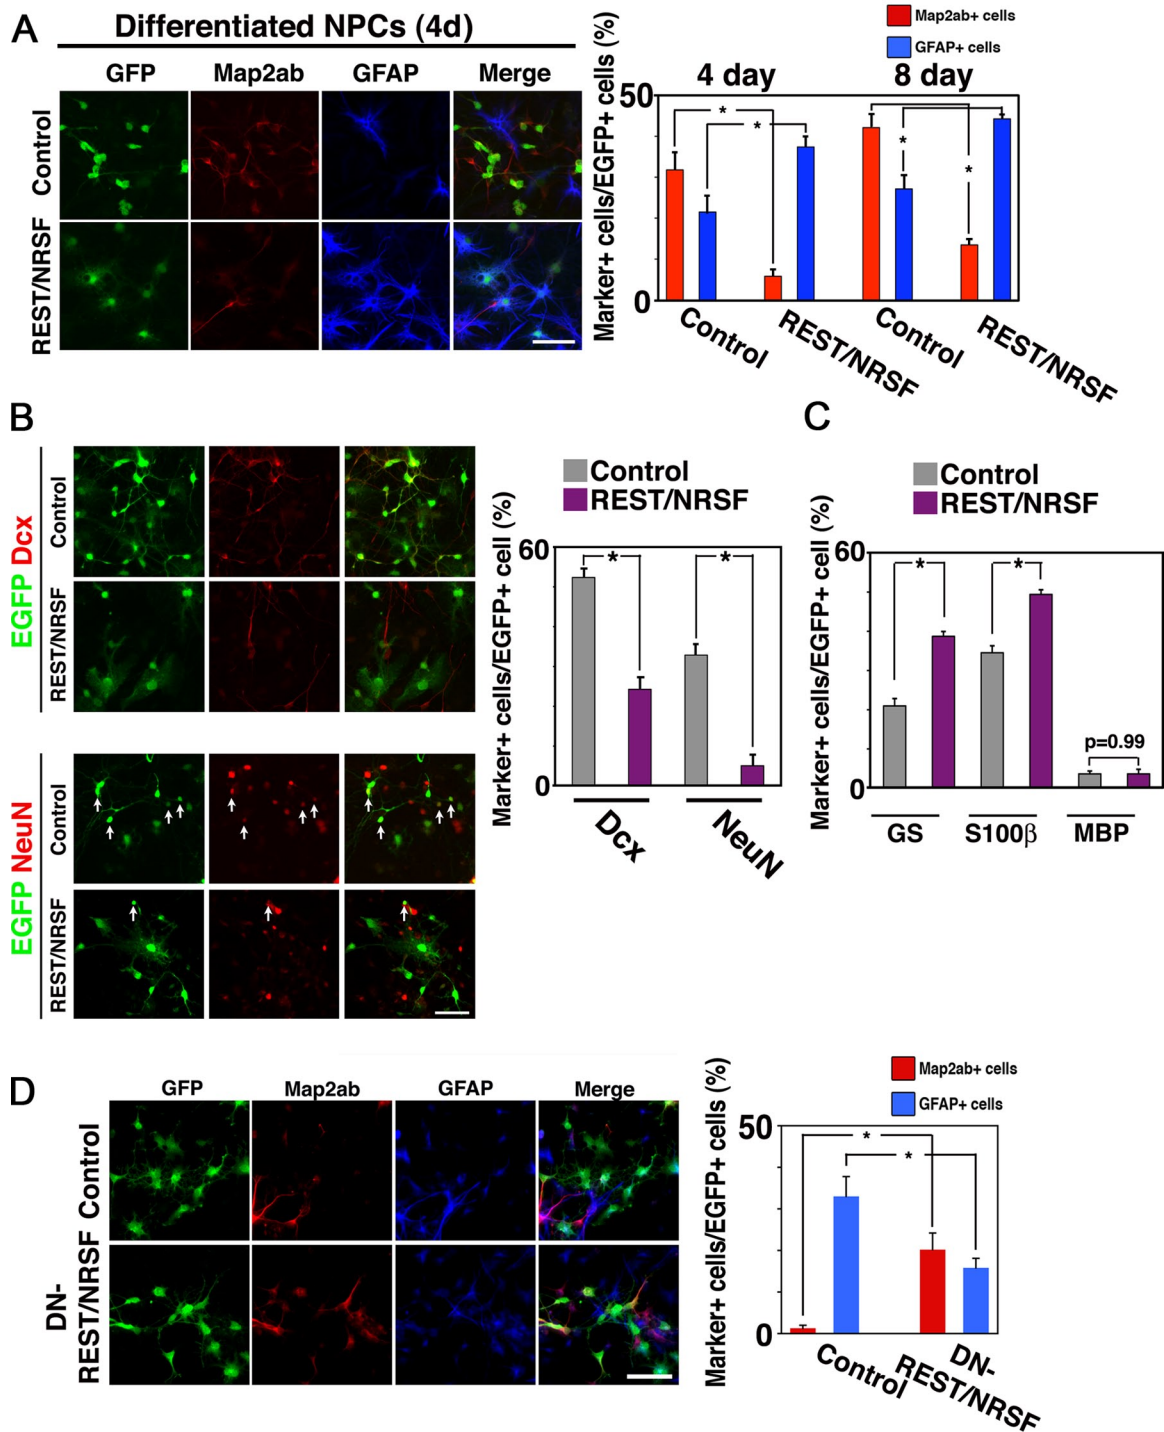 A
Differentiated NPCs (4d)
GFP Map2ab GFAP Merge
Control
REST/NRSF
Map2ab+ cells
GFAP+ cells
4 day 8 day
Marker+ cells/EGFP+ cells (%)
50
*
*
*
*
0
Control
REST/NRSF
Control
REST/NRSF
B
EGFP Dcx
Control
REST/NRSF
EGFP NeuN
Control
REST/NRSF
Control
REST/NRSF
Marker+ cells/EGFP+ cell (%)
60
* *
0
Dcx
NeuN
C
Control
REST/NRSF
Marker+ cells/EGFP+ cell (%)
60
* *
p=0.99
0
GS S100β MBP
D
GFP Map2ab GFAP Merge
Control
DN-
REST/NRSF
Map2ab+ cells
GFAP+ cells
Marker+ cells/EGFP+ cells (%)
50
*
*
0
Control
DN-
REST/NRSF